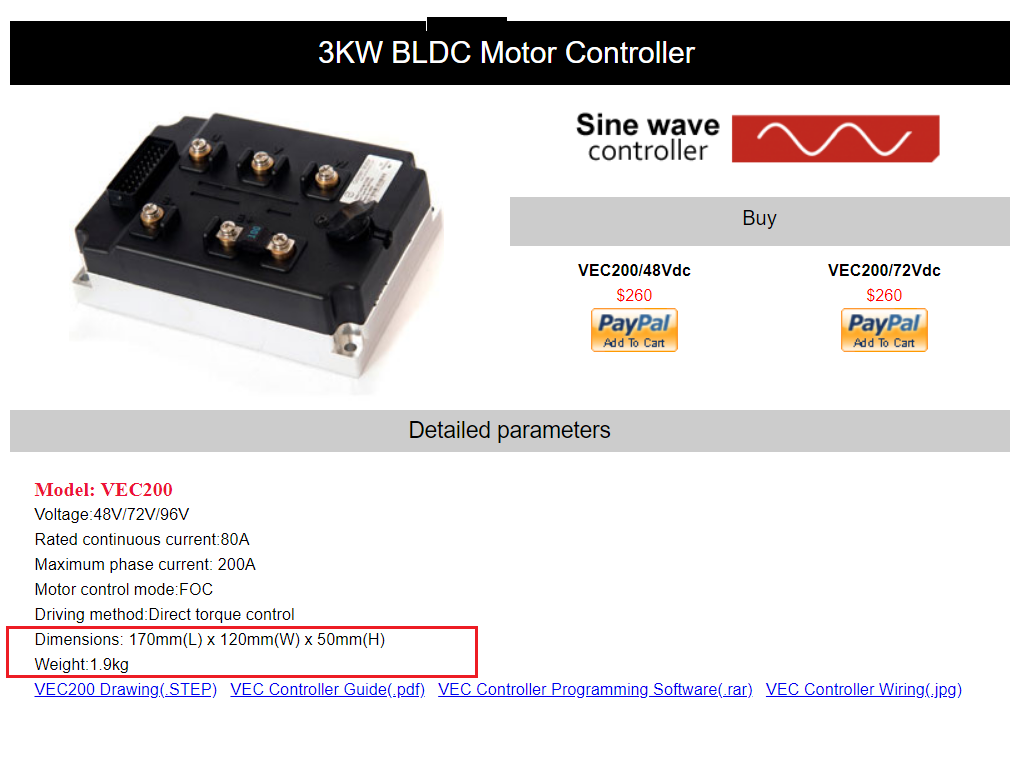 3KW BLDC Motor Controller
Sine wave
controller
Buy
VEC200/48Vdc
VEC200/72Vdc
$260
$260
PayPal
Add To Cart
PayPal
Add To Cart
Detailed parameters
Model: VEC200
Voltage:48V/72V/96V
Rated continuous current:80A
Maximum phase current: 200A
Motor control mode:FOC
Driving method:Direct torque control
Dimensions: 170mm(L) x 120mm(W) x 50mm(H)
Weight:1.9kg
VEC200 Drawing(.STEP) VEC Controller Guide(.pdf) VEC Controller Programming Software(.rar) VEC Controller Wiring(.jpg)